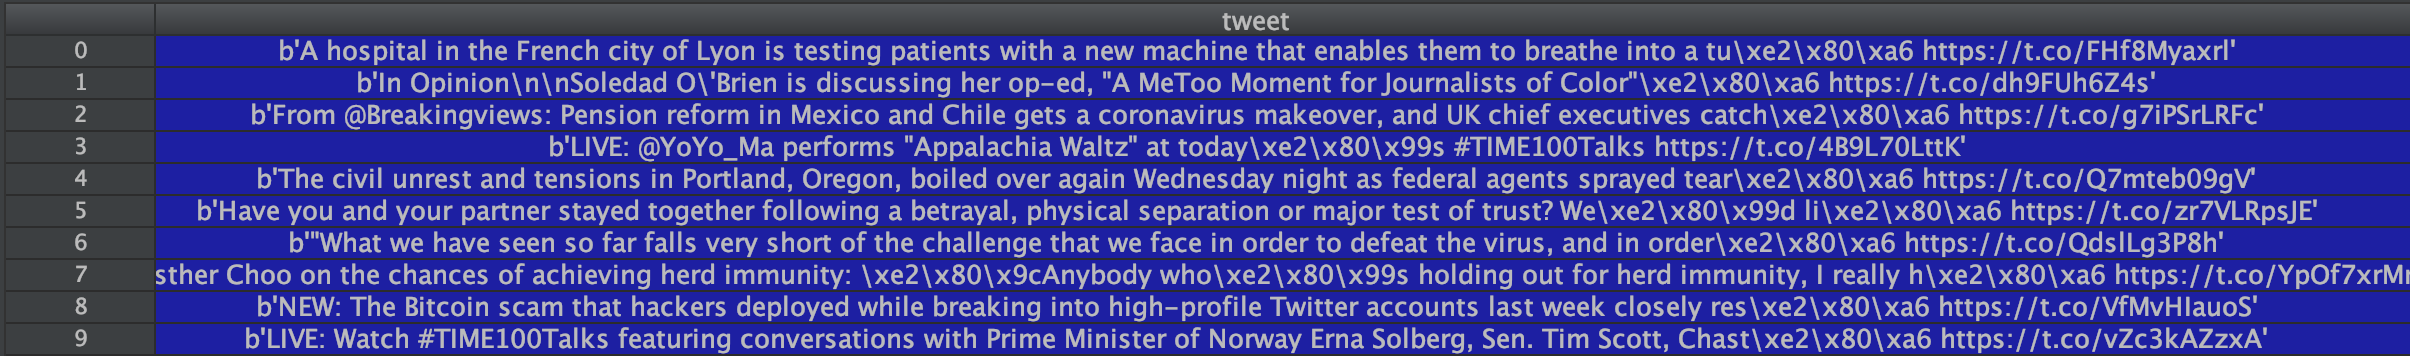 tweet
0 b'A hospital in the French city of Lyon is testing patients with a new machine that enables them to breathe into a tu\xe2\x80\xa6 https://t.co/FHf8Myaxrl'
1 b'In Opinion\n\nSoledad O\'Brien is discussing her op-ed, "A MeToo Moment for Journalists of Color"\xe2\x80\xa6 https://t.co/dh9FUh6Z4s'
2 b'From @Breakingviews: Pension reform in Mexico and Chile gets a coronavirus makeover, and UK chief executives catch\xe2\x80\xa6 https://t.co/g7iPSrLRFc'
3 b'LIVE: @YoYo_Ma performs "Appalachia Waltz" at today\xe2\x80\x99s #TIME100Talks https://t.co/4B9L70LttK'
4 b'The civil unrest and tensions in Portland, Oregon, boiled over again Wednesday night as federal agents sprayed tear\xe2\x80\xa6 https://t.co/Q7mteb09gV'
5 b'Have you and your partner stayed together following a betrayal, physical separation or major test of trust? We\xe2\x80\x99d li\xe2\x80\xa6 https://t.co/zr7VLRpsJE'
6 b'"What we have seen so far falls very short of the challenge that we face in order to defeat the virus, and in order\xe2\x80\xa6 https://t.co/QdslLg3P8h'
7 sther Choo on the chances of achieving herd immunity: \xe2\x80\x9cAnybody who\xe2\x80\x99s holding out for herd immunity, I really h\xe2\x80\xa6 https://t.co/YpOf7xrM
8 b'NEW: The Bitcoin scam that hackers deployed while breaking into high-profile Twitter accounts last week closely res\xe2\x80\xa6 https://t.co/VfMvHIauoS'
9 b'LIVE: Watch #TIME100Talks featuring conversations with Prime Minister of Norway Erna Solberg, Sen. Tim Scott, Chast\xe2\x80\xa6 https://t.co/vZc3kAZzxA'